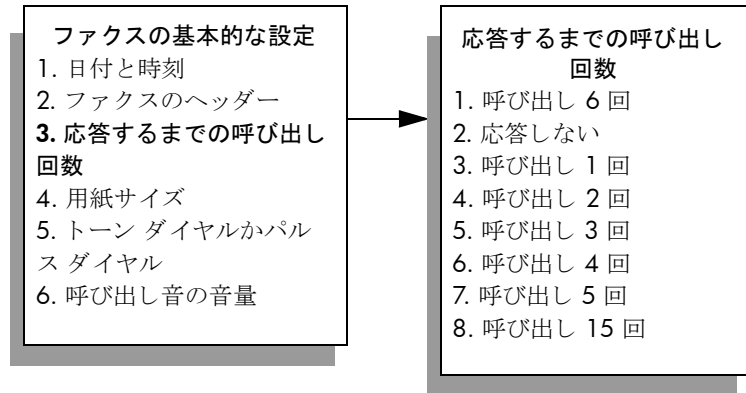 ファクスの基本的な設定
1. 日付と時刻
2. ファクスのヘッダー
3. 応答するまでの呼び出し
回数
4. 用紙サイズ
5. トーン ダイヤルかパル
ス ダイヤル
6. 呼び出し音の音量
応答するまでの呼び出し
回数
1. 呼び出し 6 回
2. 応答しない
3. 呼び出し 1 回
4. 呼び出し 2 回
5. 呼び出し 3 回
6. 呼び出し 4 回
7. 呼び出し 5 回
8. 呼び出し 15 回